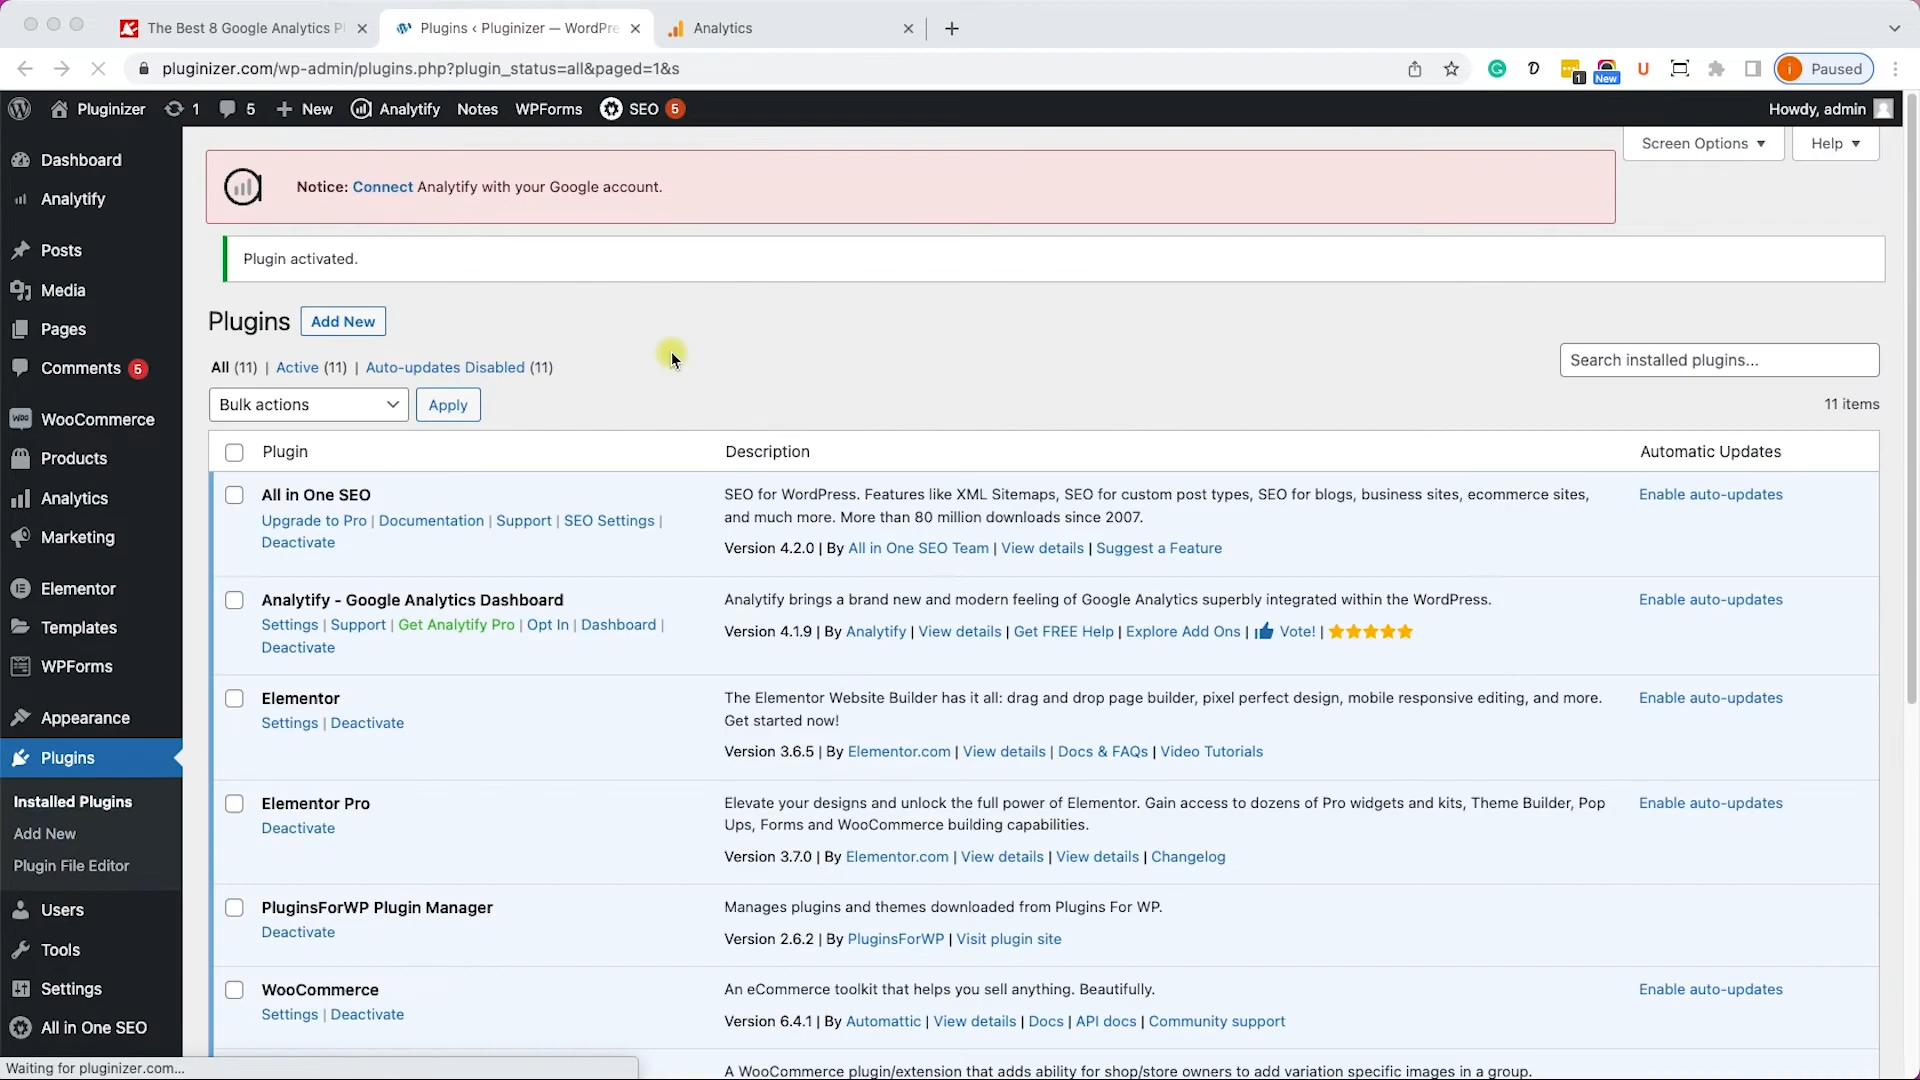 The Best 8 Google Analytics Pl
Plugins ‹ Pluginizer — WordPre
Analytics
pluginizer.com/wp-admin/plugins.php?plugin_status=all&paged=1&s
1
New
Paused
Pluginizer 1 5 New Analytify Notes WPForms SEO 5
Howdy, admin
Screen Options
Help
Dashboard
Analytify
Posts
Media
Pages
Comments 5
WooCommerce
Products
Analytics
Marketing
Elementor
Templates
WPForms
Appearance
Plugins
Installed Plugins
Add New
Plugin File Editor
Users
Tools
Settings
All in One SEO
Notice: Connect Analytify with your Google account.
Plugin activated.
Plugins Add New
All (11) | Active (11) | Auto-updates Disabled (11)
Search installed plugins...
Bulk actions Apply
11 items
Plugin Description Automatic Updates
All in One SEO
Upgrade to Pro | Documentation | Support | SEO Settings |
Deactivate
SEO for WordPress. Features like XML Sitemaps, SEO for custom post types, SEO for blogs, business sites, ecommerce sites,
and much more. More than 80 million downloads since 2007.
Version 4.2.0 | By All in One SEO Team | View details | Suggest a Feature
Enable auto-updates
Analytify - Google Analytics Dashboard
Settings | Support | Get Analytify Pro | Opt In | Dashboard |
Deactivate
Analytify brings a brand new and modern feeling of Google Analytics superbly integrated within the WordPress.
Version 4.1.9 | By Analytify | View details | Get FREE Help | Explore Add Ons | Vote! |
Enable auto-updates
Elementor
Settings | Deactivate
The Elementor Website Builder has it all: drag and drop page builder, pixel perfect design, mobile responsive editing, and more.
Get started now!
Version 3.6.5 | By Elementor.com | View details | Docs & FAQs | Video Tutorials
Enable auto-updates
Elementor Pro
Deactivate
Elevate your designs and unlock the full power of Elementor. Gain access to dozens of Pro widgets and kits, Theme Builder, Pop
Ups, Forms and WooCommerce building capabilities.
Version 3.7.0 | By Elementor.com | View details | View details | Changelog
Enable auto-updates
PluginsForWP Plugin Manager
Deactivate
Manages plugins and themes downloaded from Plugins For WP.
Version 2.6.2 | By PluginsForWP | Visit plugin site
WooCommerce
Settings | Deactivate
An eCommerce toolkit that helps you sell anything. Beautifully.
Version 6.4.1 | By Automattic | View details | Docs | API docs | Community support
Enable auto-updates
A WooCommerce plugin/extension that adds ability for shop/store owners to add variation specific images in a group.
Waiting for pluginizer.com...